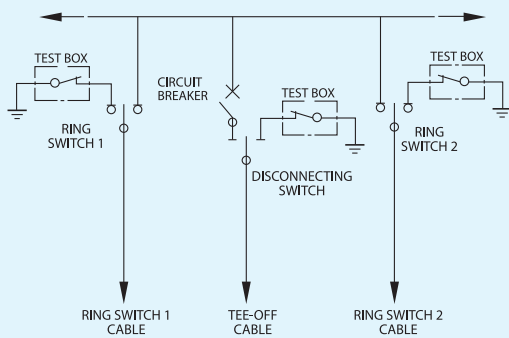 TEST BOX
CIRCUIT
BREAKER
TEST BOX
TEST BOX
RING
SWITCH 1
DISCONNECTING
SWITCH
RING
SWITCH 2
RING SWITCH 1
CABLE
TEE-OFF
CABLE
RING SWITCH 2
CABLE